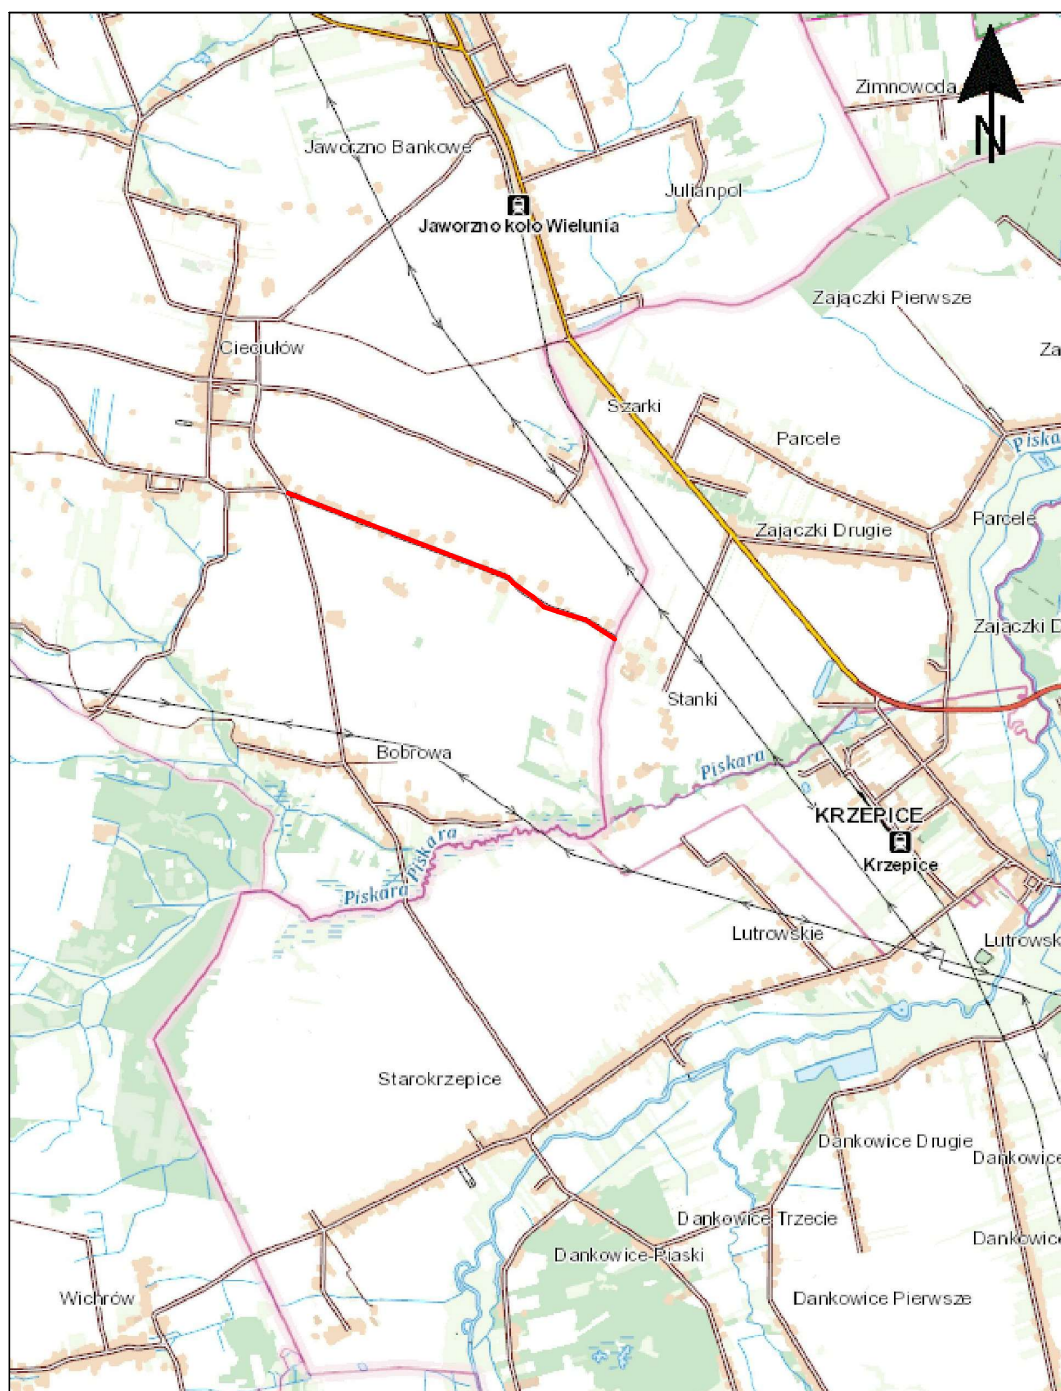 Zimnowoda
N
Jaworzno Bankowe
Julianpol
Jaworzno koło Wielunia
Zajączki Pierwsze
Cieciułów
Za
Szarki
Parcele
Piska
Parcele
Zajączki Drugie
Zajączki D
Stanki
Bobrowa
Piskara
KRZEPICE
Piskara
Krzepice
Piskara
Lutrowskie
Lutrowsk
Starokrzepice
Dankowice Drugie
Dankowice
Dankowice Trzecie
Dankowice
Dankowice-Piaski
Wichrów
Dankowice Pierwsze